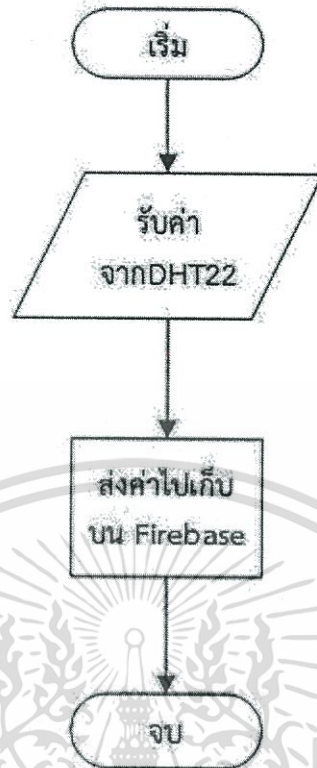 เริ่ม
รับค่า
จากDHT22
ส่งค่าไปเก็บ
บน Firebase
จบ